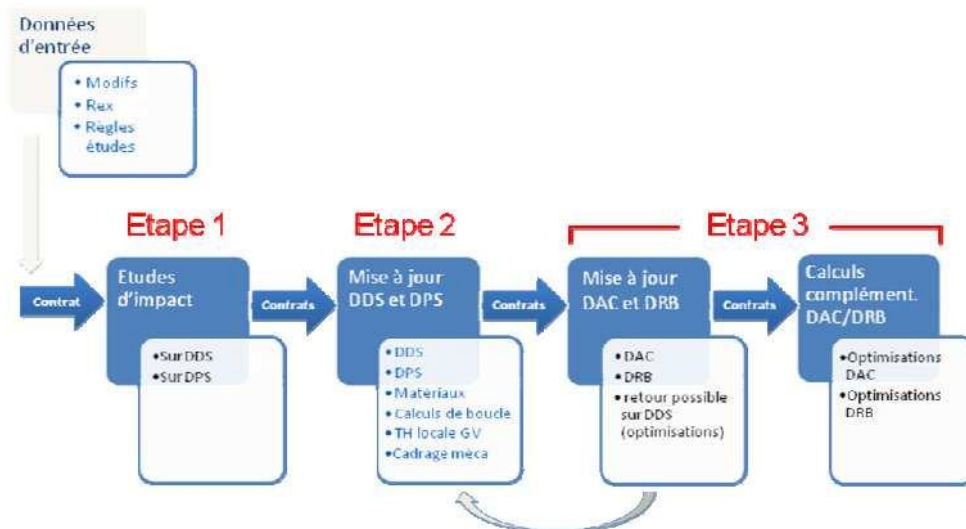 Données
d'entrée
• Modifs
• Rex
• Règles
études
Etape 1
Etape 2
Etape 3
Contrat
Etudes
d'impact
•Sur DDS
•Sur DPS
Contrats
Mise à jour
DDS et DPS
•DDS
•DPS
•Matériaux
•Calculs de boucle
•TH locale GV
•Cadrage méca
Contrats
Mise à jour
DAC et DRB
•DAC
•DRB
•retour possible
sur DDS
(optimisations)
Contrats
Calculs
complément.
DAC/DRB
•Optimisations
DAC
•Optimisations
DRB